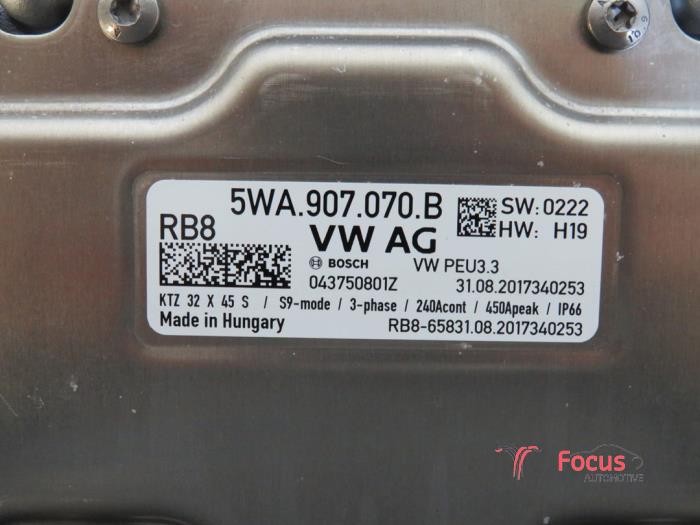 5WA.907.070.B
SW:0222
HW: H19
RB8
VW AG
BOSCH
VW PEU3.3
043750801Z
31.08.2017340253
KTZ 32 X 45 S / S9-mode / 3-phase / 240Acont / 450Apeak / IP66
Made in Hungary
RB8-65831.08.2017340253
Focus
AUTOMOTIVE